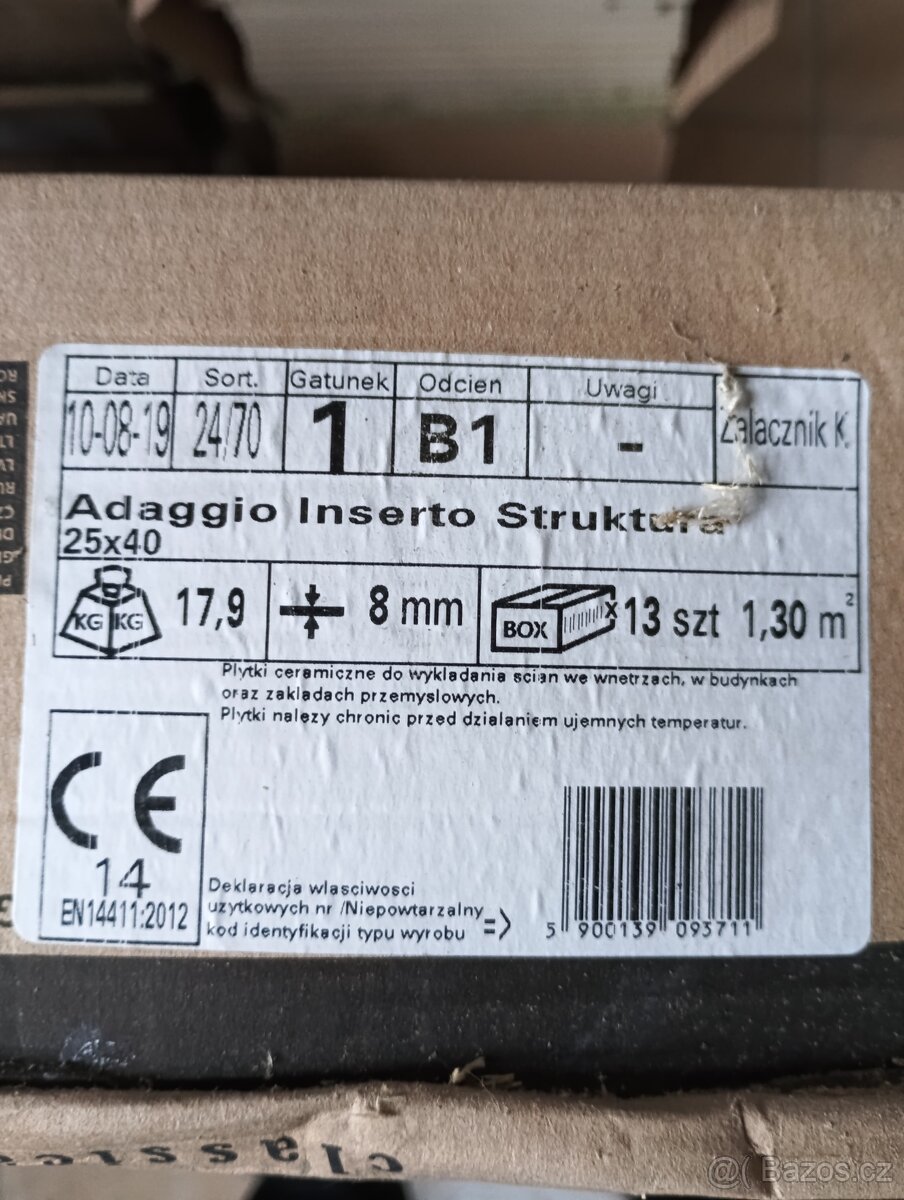 Data Sort. Gatunek Odcien Uwagi
10-08-19 24/70 1 B1 - Zalacznik K.
Adaggio Inserto Struktura
25x40
KG KG 17,9 8 mm BOX x 13 szt 1,30 m²
Plytki ceramiczne do wykladania scian we wnetrzach, w budynkach
oraz zakladach przemyslowych.
Plytki nalezy chronic przed dzialaniem ujemnych temperatur.
CE
14
EN14411:2012
Deklaracja wlasciwosci
uzytkowych nr /Niepowtarzalny
kod identyfikacji typu wyrobu =>
5 900139 093711
classic
@ Bazos.cz